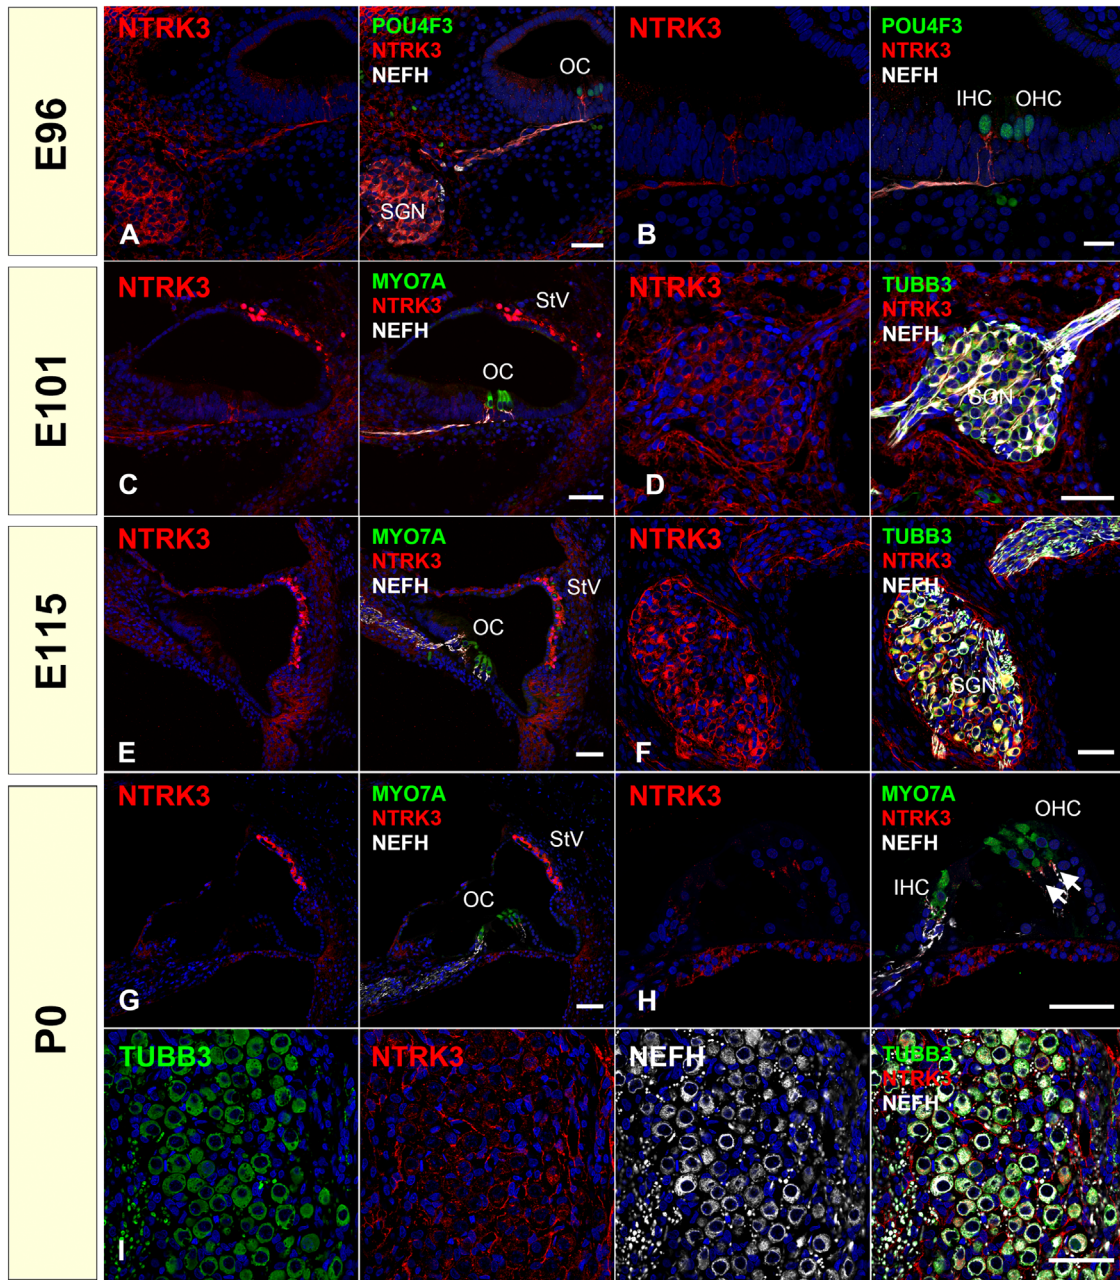 E96
NTRK3
A
POU4F3
NTRK3
NEFH
OC
SGN
NTRK3
B
POU4F3
NTRK3
NEFH
IHC OHC
E101
NTRK3
C
MYO7A
NTRK3
NEFH
StV
OC
NTRK3
D
TUBB3
NTRK3
NEFH
SGN
E115
NTRK3
E
MYO7A
NTRK3
NEFH
StV
OC
NTRK3
F
TUBB3
NTRK3
NEFH
SGN
P0
NTRK3
G
MYO7A
NTRK3
NEFH
StV
OC
NTRK3
H
MYO7A
NTRK3
NEFH
OHC
IHC
TUBB3
I
NTRK3
NEFH
TUBB3
NTRK3
NEFH